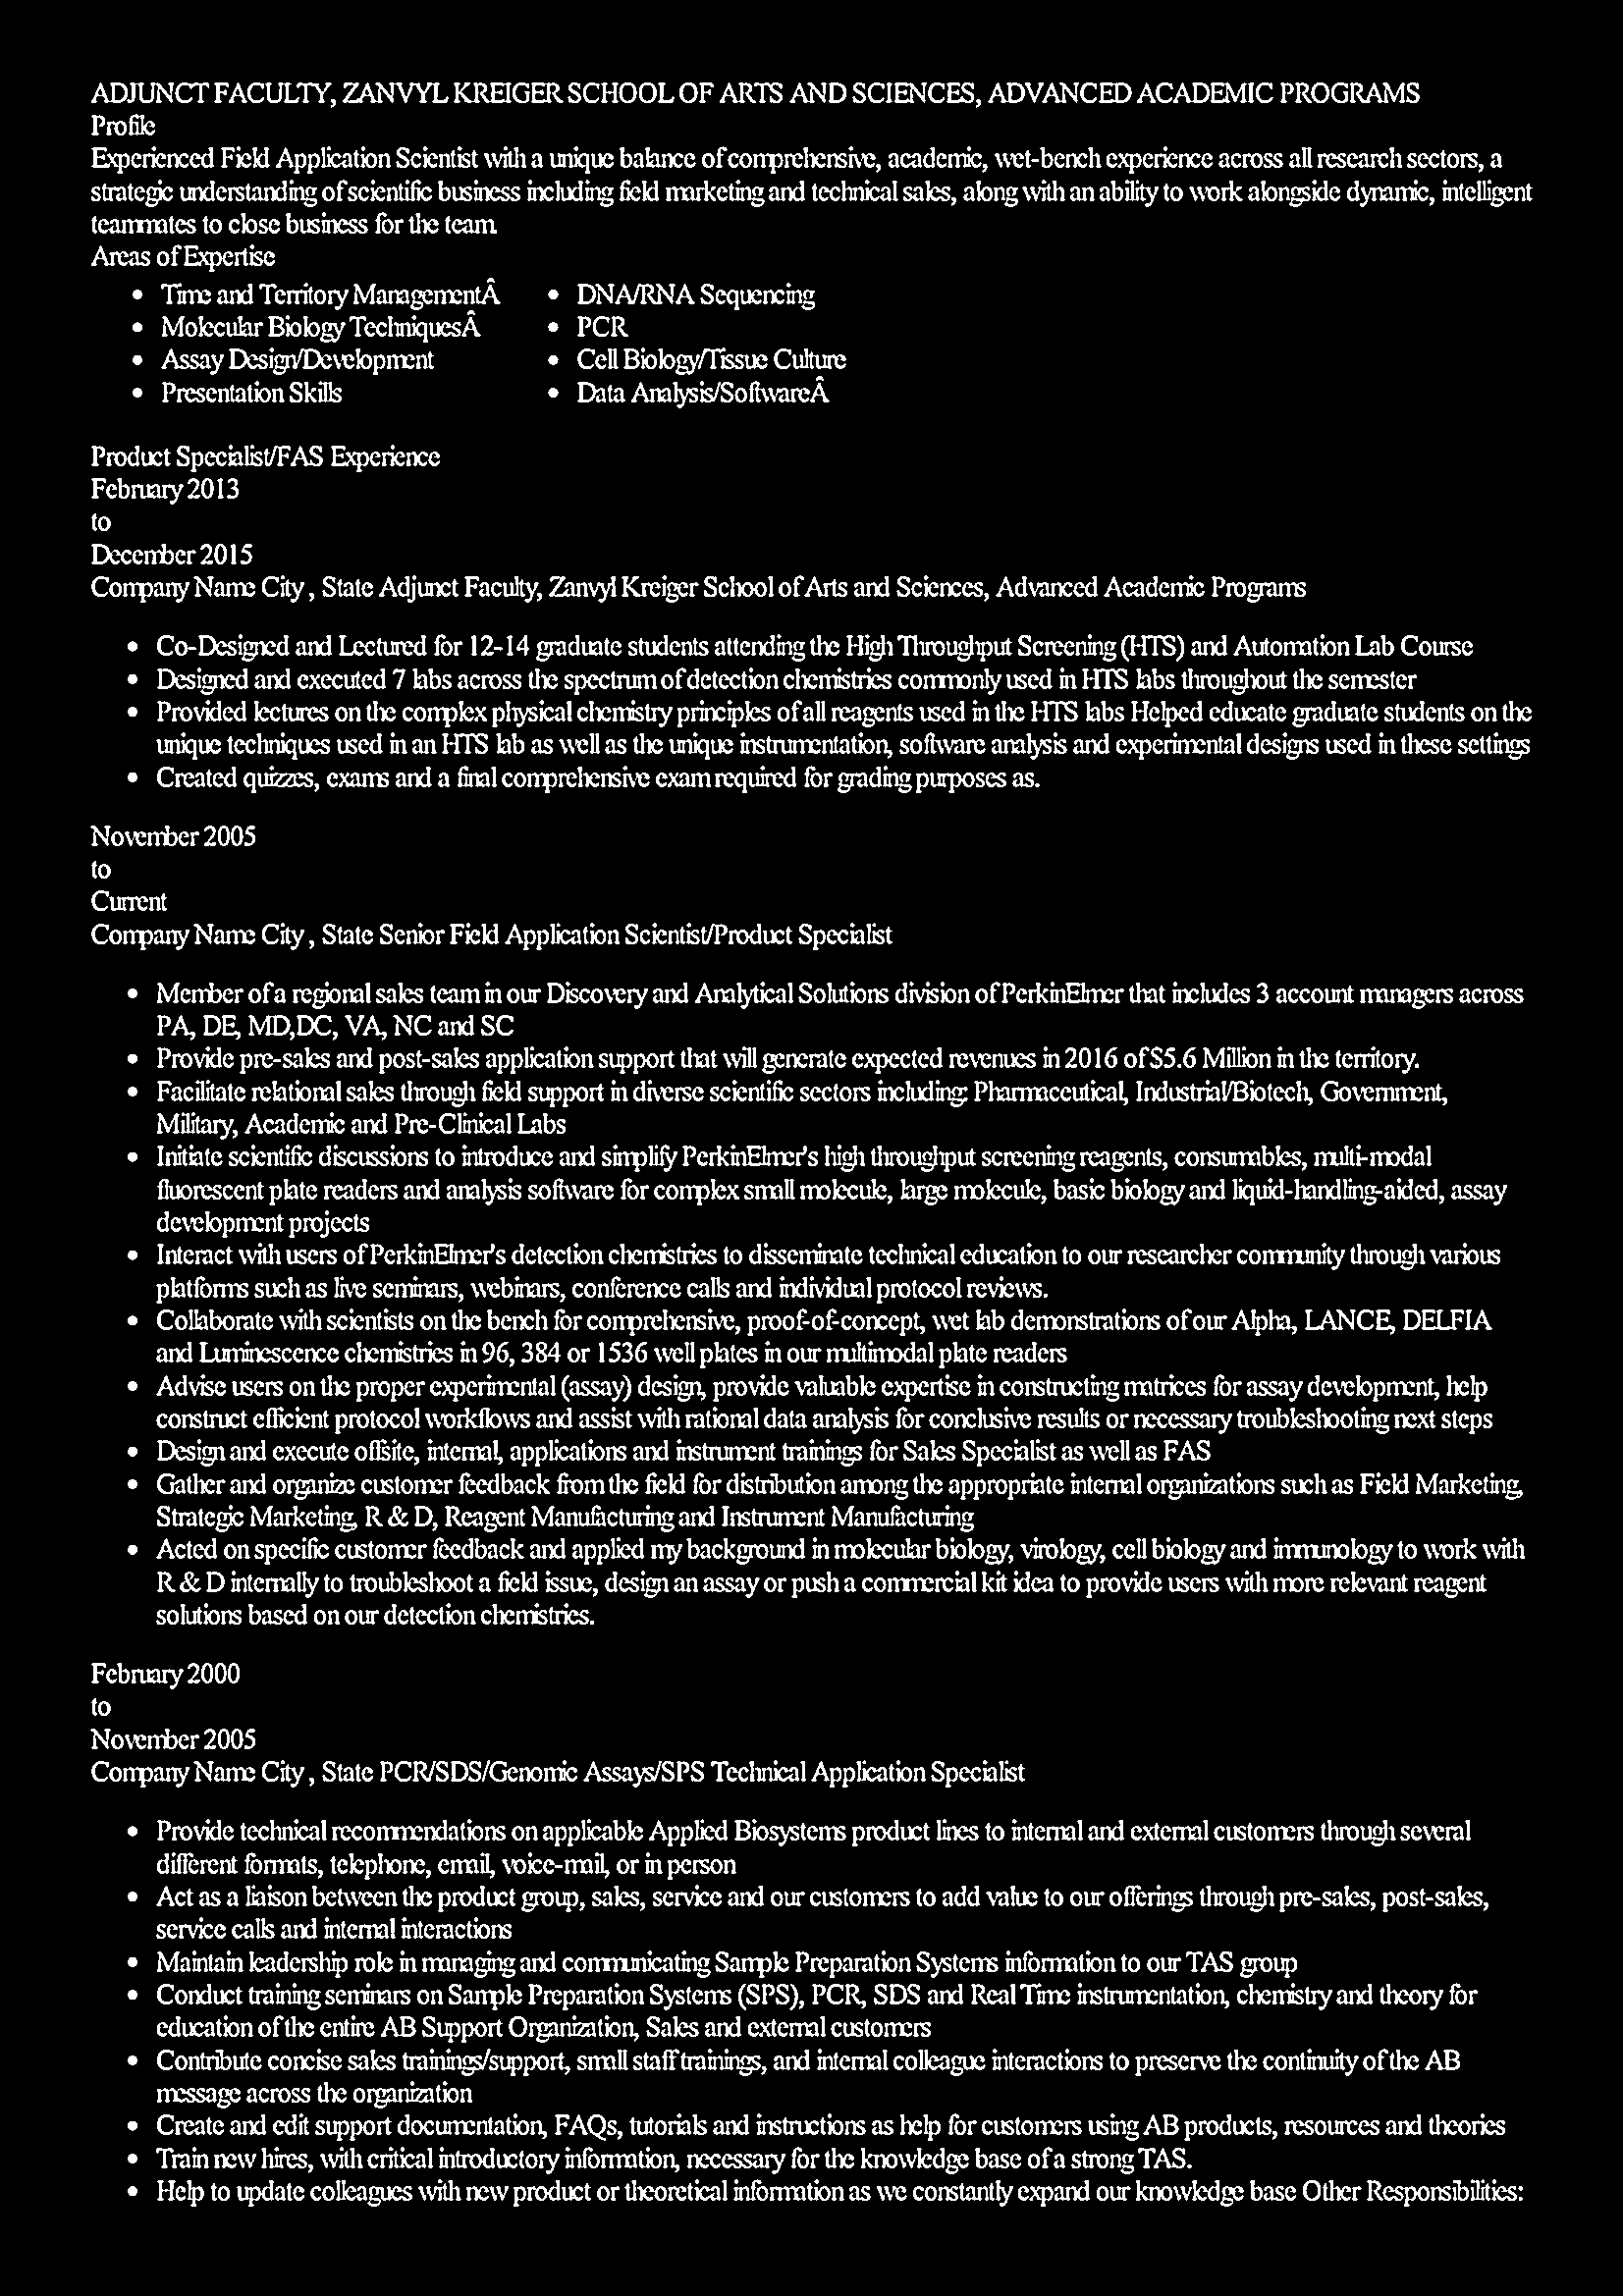 ADJUNCT FACULTY, ZANVYL KREIGER SCHOOL OF ARTS AND SCIENCES, ADVANCED ACADEMIC PROGRAMS
Profile
Experienced Field Application Scientist with a unique balance of comprehensive, academic, wet-bench experience across all research sectors, a
strategic understanding of scientific business including field marketing and technical sales, along with an ability to work alongside dynamic, intelligent
teammates to close business for the team.
Areas of Expertise
• Time and Territory ManagementÂ
• Molecular Biology TechniquesÂ
• Assay Design/Development
• Presentation Skills
• DNA/RNA Sequencing
• PCR
• Cell Biology/Tissue Culture
• Data Analysis/SoftwareÂ
Product Specialist/FAS Experience
February 2013
to
December 2015
Company Name City , State Adjunct Faculty, Zanvyl Kreiger School of Arts and Sciences, Advanced Academic Programs
• Co-Designed and Lectured for 12-14 graduate students attending the High Throughput Screening (HTS) and Automation Lab Course
• Designed and executed 7 labs across the spectrum of detection chemistries commonly used in HTS labs throughout the semester
• Provided lectures on the complex physical chemistry principles of all reagents used in the HTS labs Helped educate graduate students on the
unique techniques used in an HTS lab as well as the unique instrumentation, software analysis and experimental designs used in these settings
• Created quizzes, exams and a final comprehensive exam required for grading purposes as.
November 2005
to
Current
Company Name City , State Senior Field Application Scientist/Product Specialist
• Member of a regional sales team in our Discovery and Analytical Solutions division of PerkinElmer that includes 3 account managers across
PA, DE, MD,DC, VA, NC and SC
• Provide pre-sales and post-sales application support that will generate expected revenues in 2016 of $5.6 Million in the territory.
• Facilitate relational sales through field support in diverse scientific sectors including: Pharmaceutical, Industrial/Biotech, Government,
Military, Academic and Pre-Clinical Labs
• Initiate scientific discussions to introduce and simplify PerkinElmer's high throughput screening reagents, consumables, multi-modal
fluorescent plate readers and analysis software for complex small molecule, large molecule, basic biology and liquid-handling-aided, assay
development projects
• Interact with users of PerkinElmer's detection chemistries to disseminate technical education to our researcher community through various
platforms such as live seminars, webinars, conference calls and individual protocol reviews.
• Collaborate with scientists on the bench for comprehensive, proof-of-concept, wet lab demonstrations of our Alpha, LANCE, DELFIA
and Luminescence chemistries in 96, 384 or 1536 well plates in our multimodal plate readers
• Advise users on the proper experimental (assay) design, provide valuable expertise in constructing matrices for assay development, help
construct efficient protocol workflows and assist with rational data analysis for conclusive results or necessary troubleshooting next steps
• Design and execute offsite, internal, applications and instrument trainings for Sales Specialist as well as FAS
• Gather and organize customer feedback from the field for distribution among the appropriate internal organizations such as Field Marketing,
Strategic Marketing, R & D, Reagent Manufacturing and Instrument Manufacturing
• Acted on specific customer feedback and applied my background in molecular biology, virology, cell biology and immunology to work with
R & D internally to troubleshoot a field issue, design an assay or push a commercial kit idea to provide users with more relevant reagent
solutions based on our detection chemistries.
February 2000
to
November 2005
Company Name City , State PCR/SDS/Genomic Assays/SPS Technical Application Specialist
• Provide technical recommendations on applicable Applied Biosystems product lines to internal and external customers through several
different formats, telephone, email, voice-mail, or in person
• Act as a liaison between the product group, sales, service and our customers to add value to our offerings through pre-sales, post-sales,
service calls and internal interactions
• Maintain leadership role in managing and communicating Sample Preparation Systems information to our TAS group
• Conduct training seminars on Sample Preparation Systems (SPS), PCR, SDS and Real Time instrumentation, chemistry and theory for
education of the entire AB Support Organization, Sales and external customers
• Contribute concise sales trainings/support, small staff trainings, and internal colleague interactions to preserve the continuity of the AB
message across the organization
• Create and edit support documentation, FAQs, tutorials and instructions as help for customers using AB products, resources and theories
• Train new hires, with critical introductory information, necessary for the knowledge base of a strong TAS.
• Help to update colleagues with new product or theoretical information as we constantly expand our knowledge base Other Responsibilities: